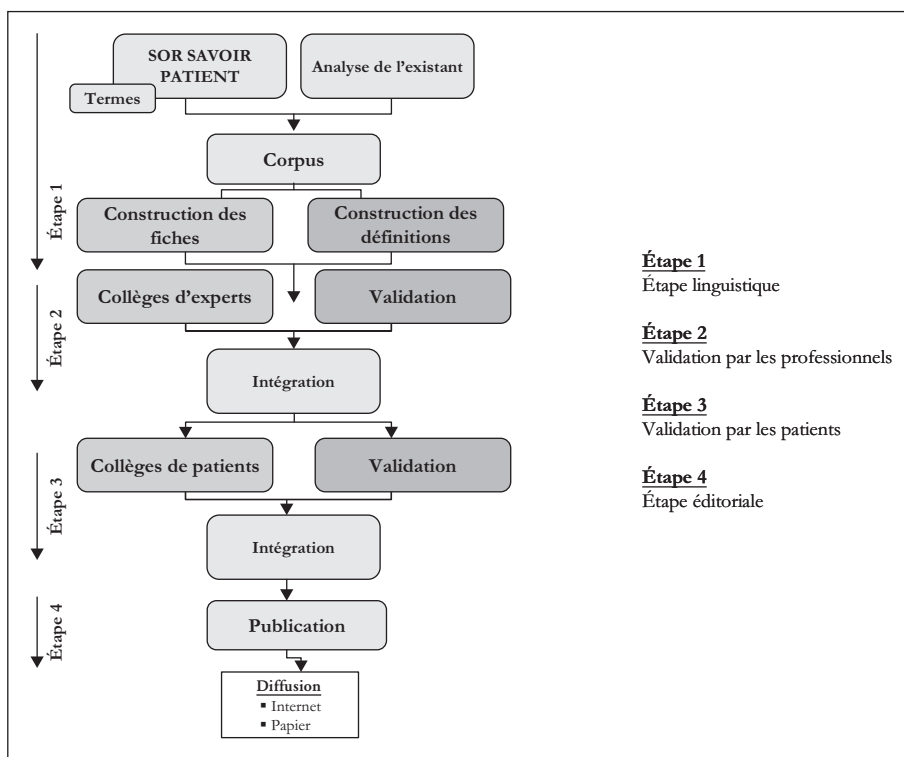 SOR SAVOIR
PATIENT
Termes
Analyse de l'existant
Corpus
Étape 1
Construction des
fiches
Construction des
définitions
Étape 2
Collèges d'experts
Validation
Intégration
Étape 3
Collèges de patients
Validation
Intégration
Étape 4
Publication
Diffusion
▪ Internet
▪ Papier
Étape 1
Étape linguistique
Étape 2
Validation par les professionnels
Étape 3
Validation par les patients
Étape 4
Étape éditoriale